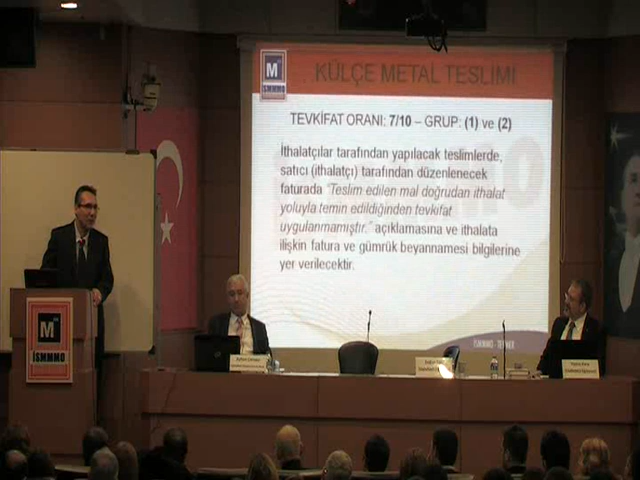 M
İSMMMO
KÜLÇE METAL TESLİMİ
TEVKİFAT ORANI: 7/10 – GRUP: (1) ve (2)
İthalatçılar tarafından yapılacak teslimlerde,
satıcı (ithalatçı) tarafından düzenlenecek
faturada "Teslim edilen mal doğrudan ithalat
yoluyla temin edildiğinden tevkifat
uygulanmamıştır." açıklamasına ve ithalata
ilişkin fatura ve gümrük beyannamesi bilgilerine
yer verilecektir.
M
İSMMMO